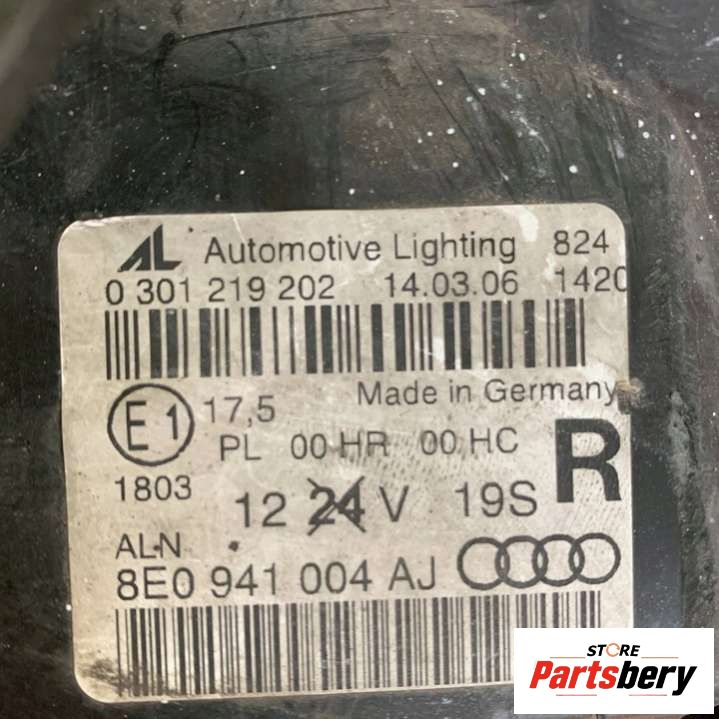 AL Automotive Lighting 824
0 301 219 202 14.03.06 1420
Made in Germany
E1 17,5
PL 00 HR 00 HC R
1803
12 24 V 19S
ALN
8E0 941 004 AJ
STORE
Partsbery